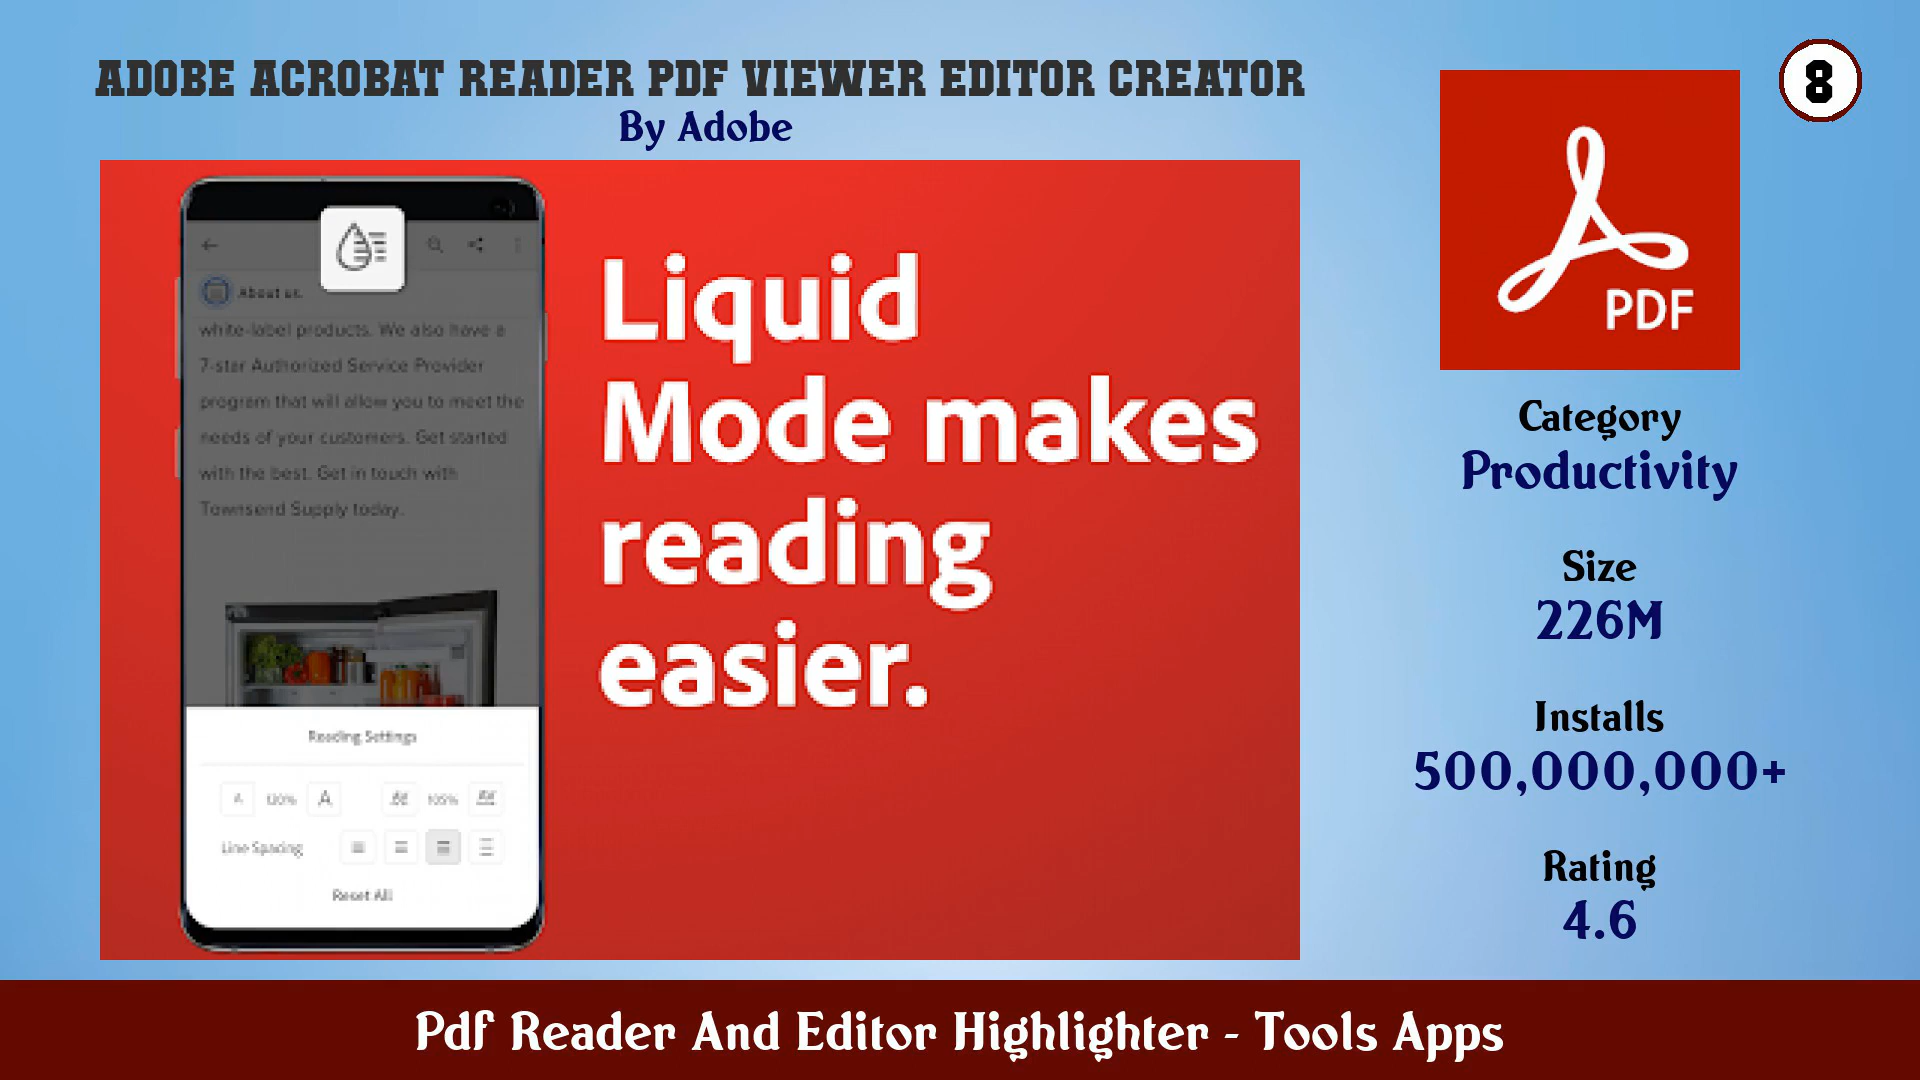 ADOBE ACROBAT READER PDF VIEWER EDITOR CREATOR
By Adobe
8
About us.
white-label products. We also have a
7-star Authorized Service Provider
program that will allow you to meet the
needs of your customers. Get started
with the best. Get in touch with
Townsend Supply today.
Reading Settings
A 120% A 105%
Line Spacing
Reset All
Liquid
Mode makes
reading
easier.
PDF
Category
Productivity
Size
226M
Installs
500,000,000+
Rating
4.6
Pdf Reader And Editor Highlighter - Tools Apps